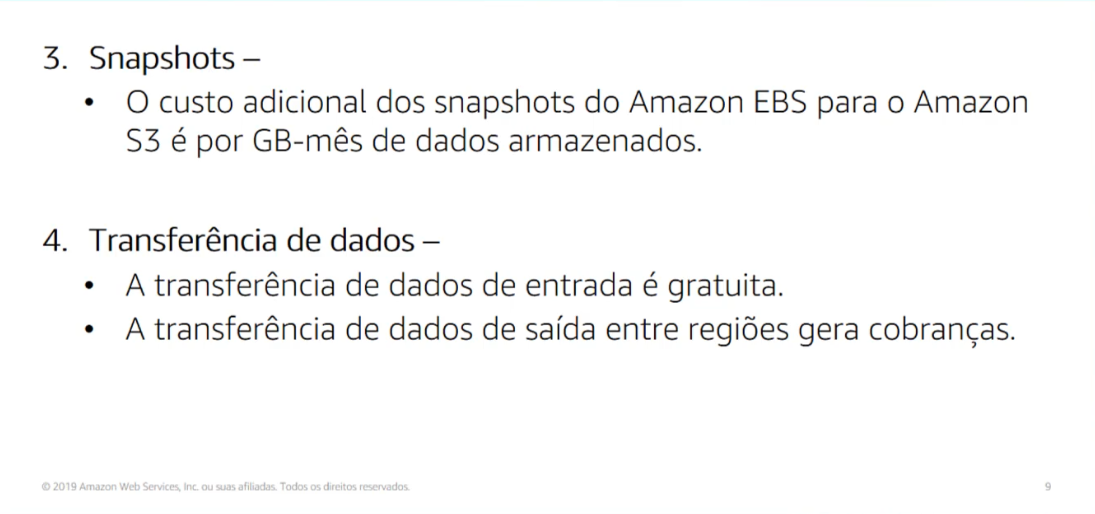 3. Snapshots –
• O custo adicional dos snapshots do Amazon EBS para o Amazon
S3 é por GB-mês de dados armazenados.
4. Transferência de dados –
• A transferência de dados de entrada é gratuita.
• A transferência de dados de saída entre regiões gera cobranças.
© 2019 Amazon Web Services, Inc. ou suas afiliadas. Todos os direitos reservados.
9